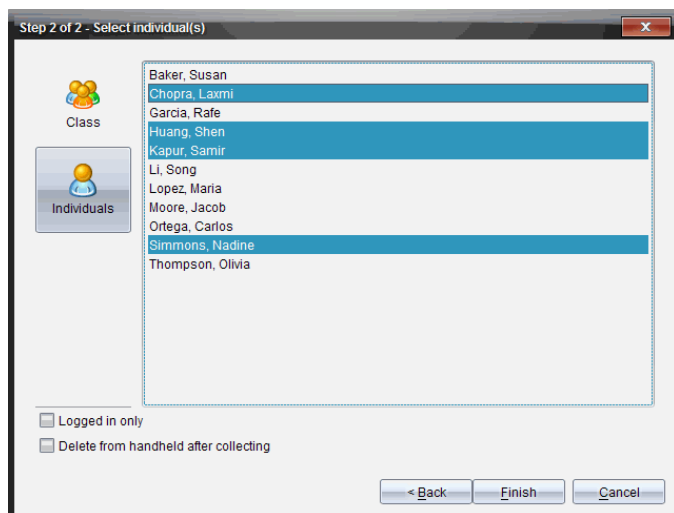 Step 2 of 2 - Select individual(s)
Class
Individuals
Baker, Susan
Chopra, Laxmi
Garcia, Rafe
Huang, Shen
Kapur, Samir
Li, Song
Lopez, Maria
Moore, Jacob
Ortega, Carlos
Simmons, Nadine
Thompson, Olivia
Logged in only
Delete from handheld after collecting
< Back
Finish
Cancel